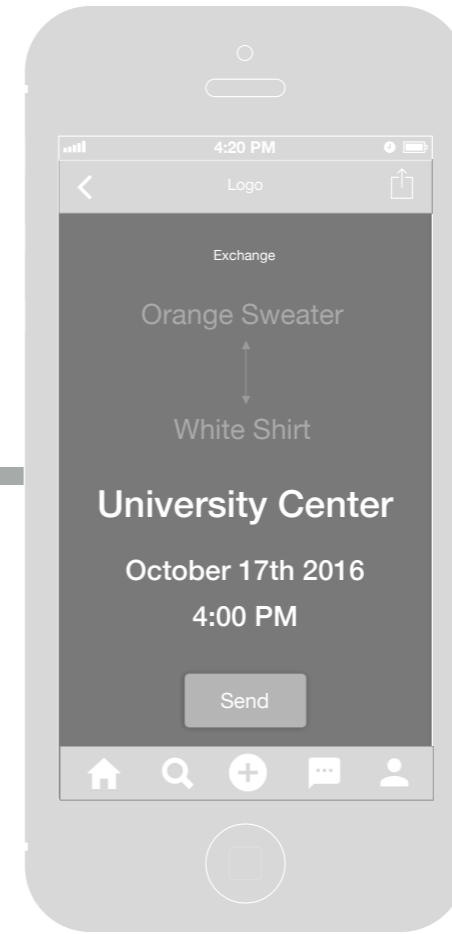 4:20 PM
Logo
Exchange
Orange Sweater
White Shirt
University Center
October 17th 2016
4:00 PM
Send